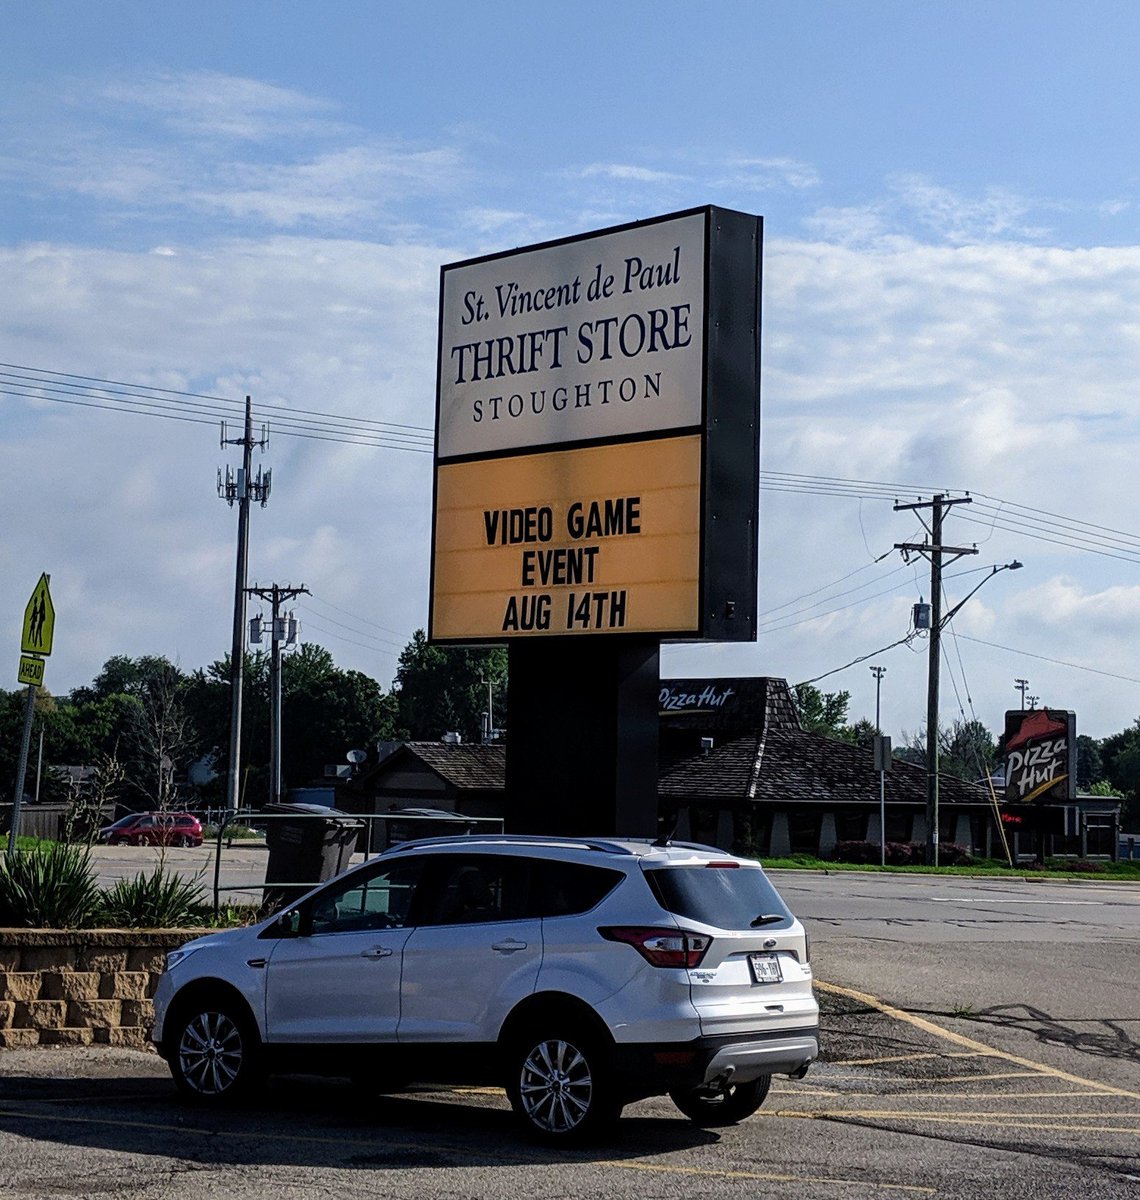 St. Vincent de Paul
THRIFT STORE
STOUGHTON
VIDEO GAME
EVENT
AUG 14TH
AHEAD
Pizza Hut
Pizza
Hut